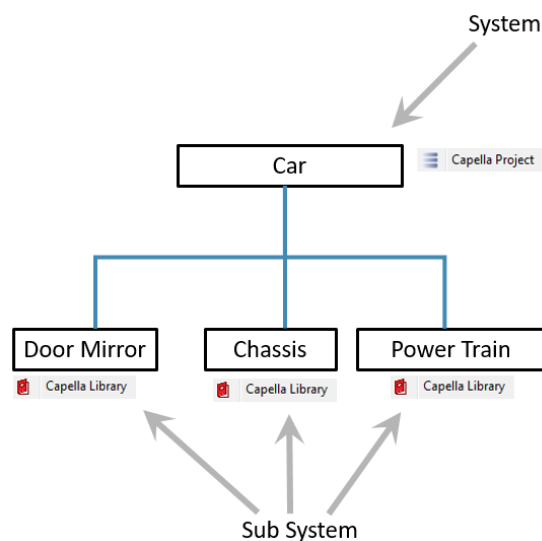 System
Car
Capella Project
Door Mirror
Chassis
Power Train
Capella Library
Capella Library
Capella Library
Sub System